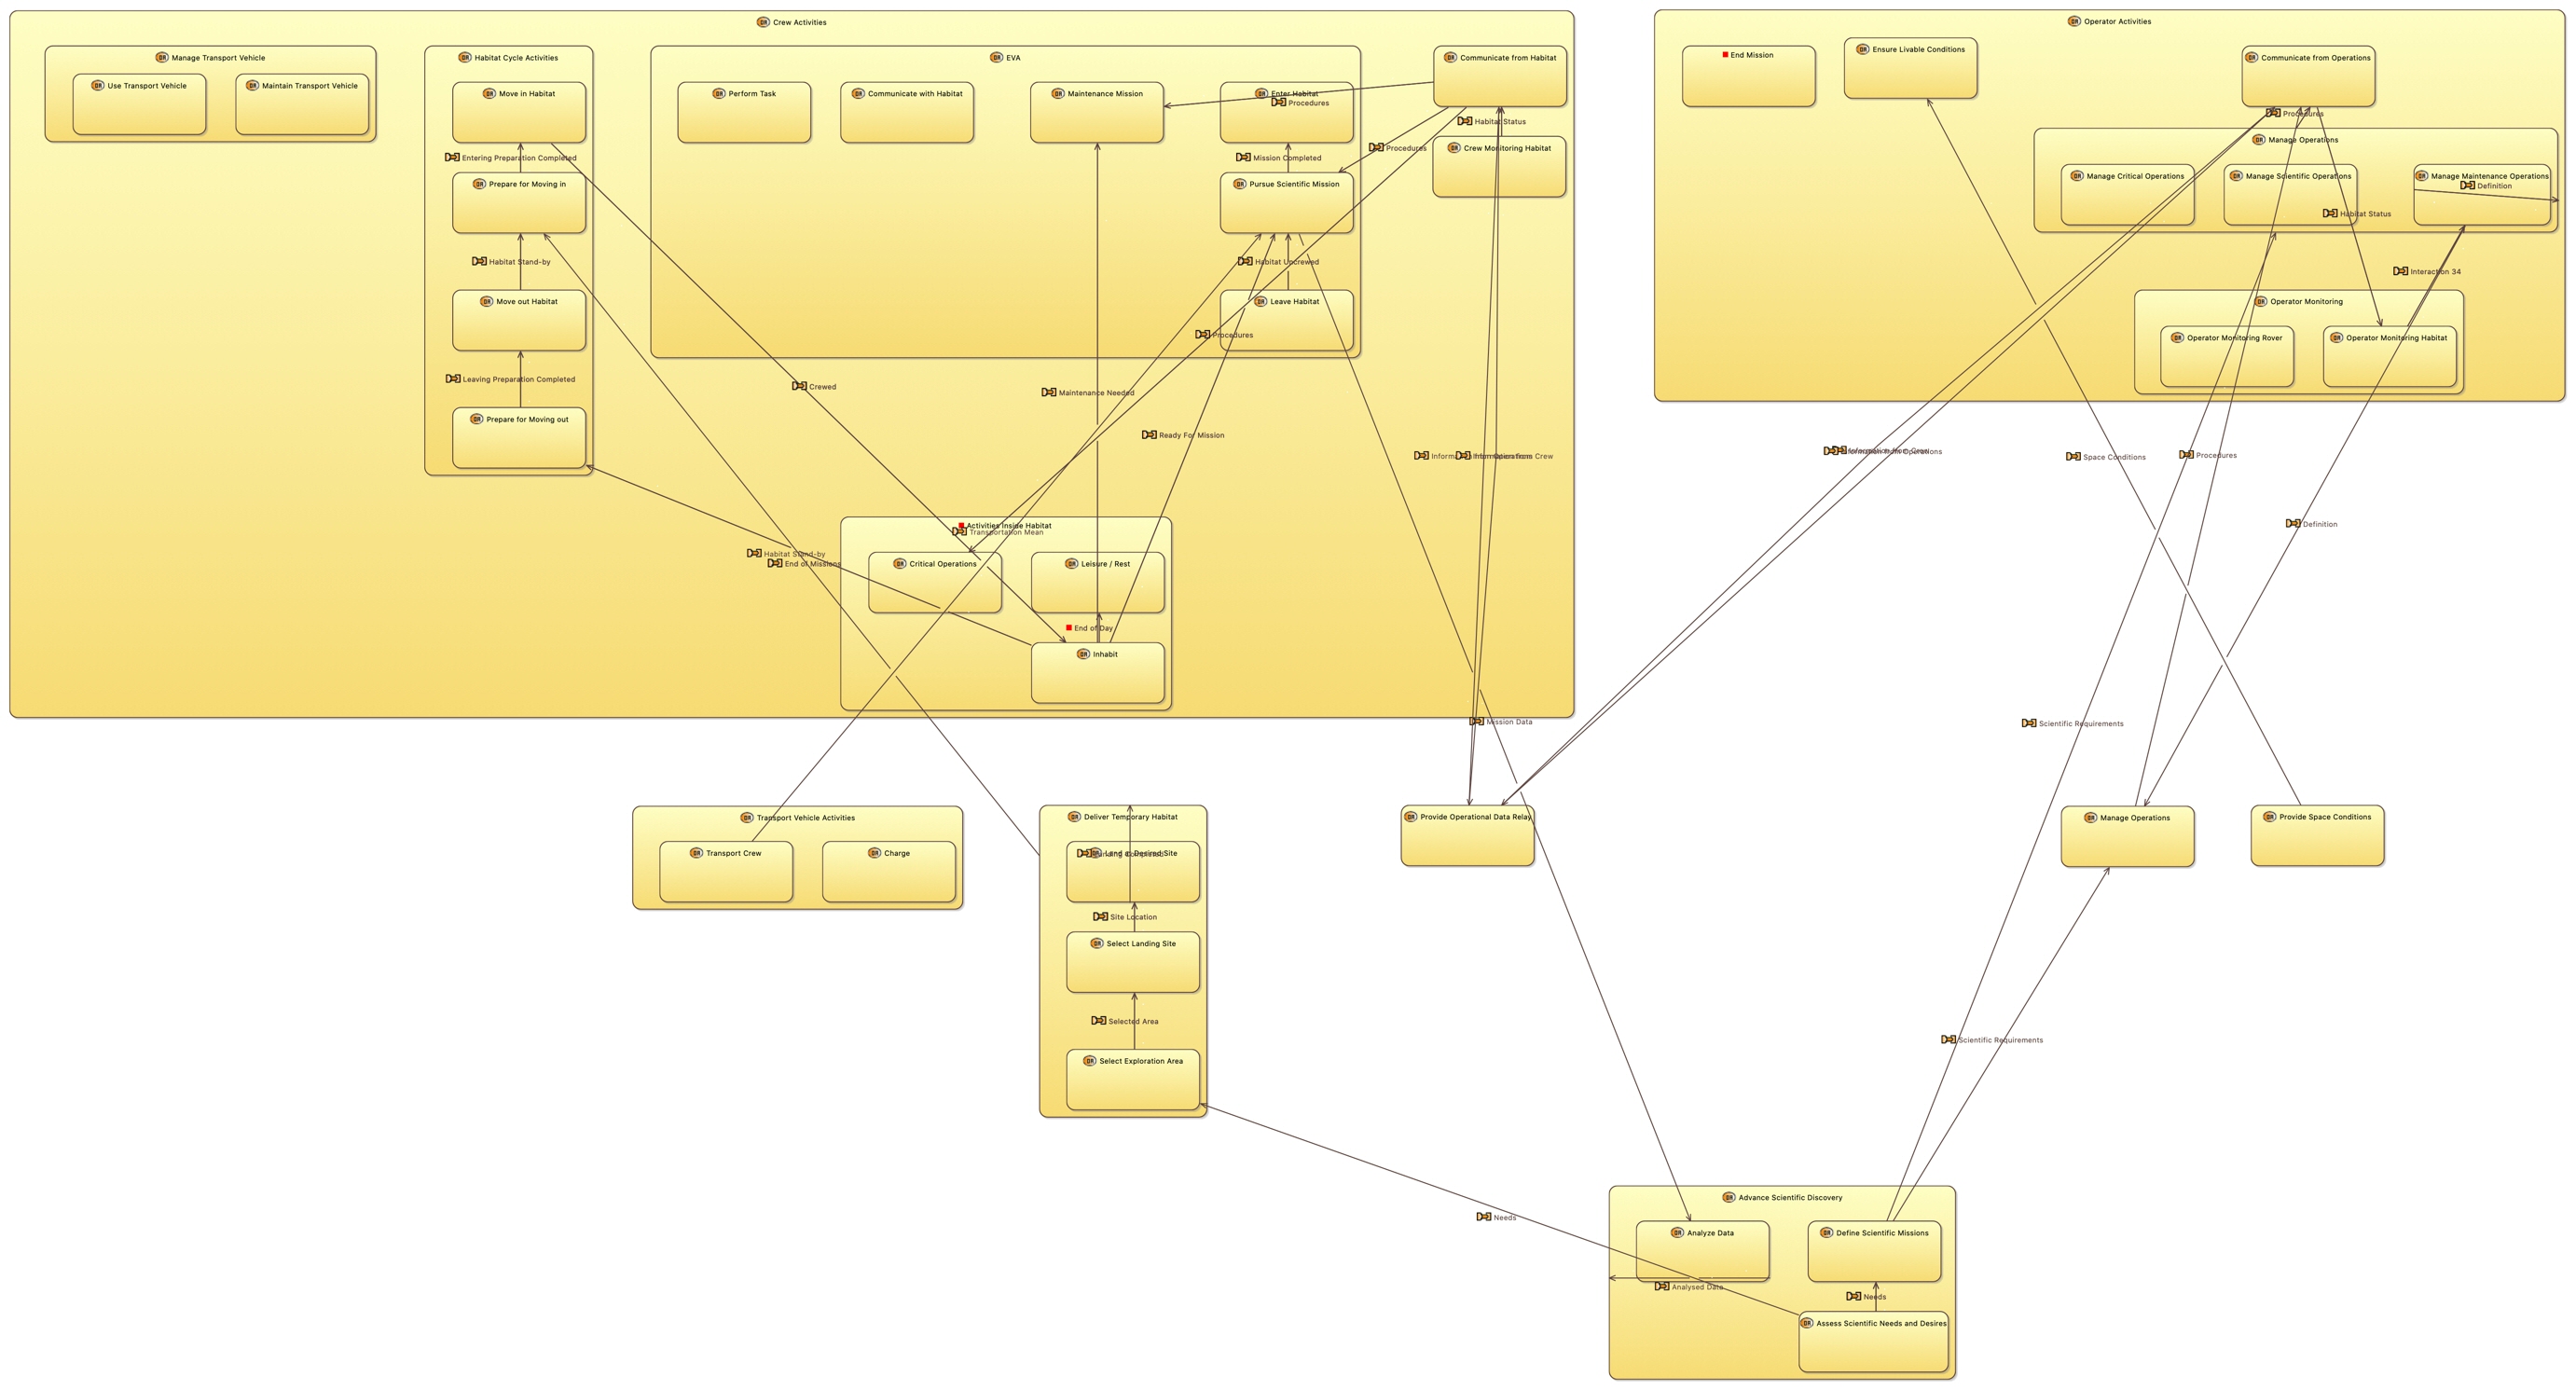 Crew Activities
Manage Transport Vehicle
Use Transport Vehicle
Maintain Transport Vehicle
Habitat Cycle Activities
Move in Habitat
Entering Preparation Completed
Prepare for Moving in
Habitat Stand-by
Move out Habitat
Leaving Preparation Completed
Prepare for Moving out
EVA
Perform Task
Communicate with Habitat
Maintenance Mission
Enter Habitat
Procedures
Mission Completed
Pursue Scientific Mission
Habitat Uncrewed
Leave Habitat
Procedures
Communicate from Habitat
Habitat Status
Procedures
Crew Monitoring Habitat
Crewed
Maintenance Needed
Ready For Mission
Information from Crew
Habitat Stand-by
End of Missions
Activities Inside Habitat
Transportation Mean
Critical Operations
Leisure / Rest
End of Day
Inhabit
Mission Data
Operator Activities
End Mission
Ensure Livable Conditions
Communicate from Operations
Procedures
Manage Operations
Manage Critical Operations
Manage Scientific Operations
Manage Maintenance Operations
Definition
Habitat Status
Interaction 34
Operator Monitoring
Operator Monitoring Rover
Operator Monitoring Habitat
Space Conditions
Procedures
Definition
Scientific Requirements
Transport Vehicle Activities
Transport Crew
Charge
Deliver Temporary Habitat
Land at Desired Site
Site Location
Select Landing Site
Selected Area
Select Exploration Area
Provide Operational Data Relay
Manage Operations
Provide Space Conditions
Scientific Requirements
Needs
Advance Scientific Discovery
Analyze Data
Define Scientific Missions
Analysed Data
Needs
Assess Scientific Needs and Desires